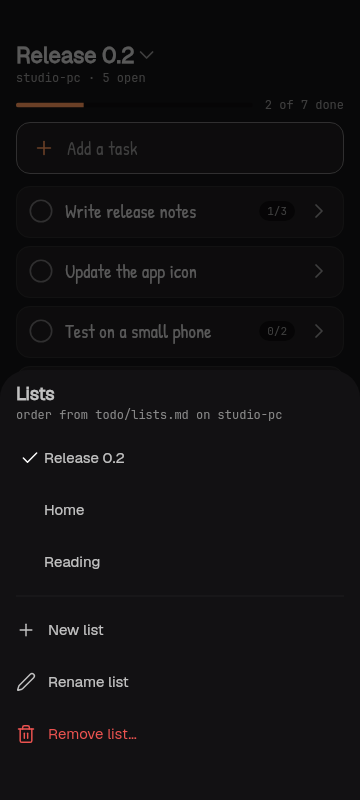 Release 0.2
studio-pc · 5 open
2 of 7 done
Add a task
Write release notes 1/3
Update the app icon
Test on a small phone 0/2
Lists
order from todo/lists.md on studio-pc
Release 0.2
Home
Reading
New list
Rename list
Remove list…